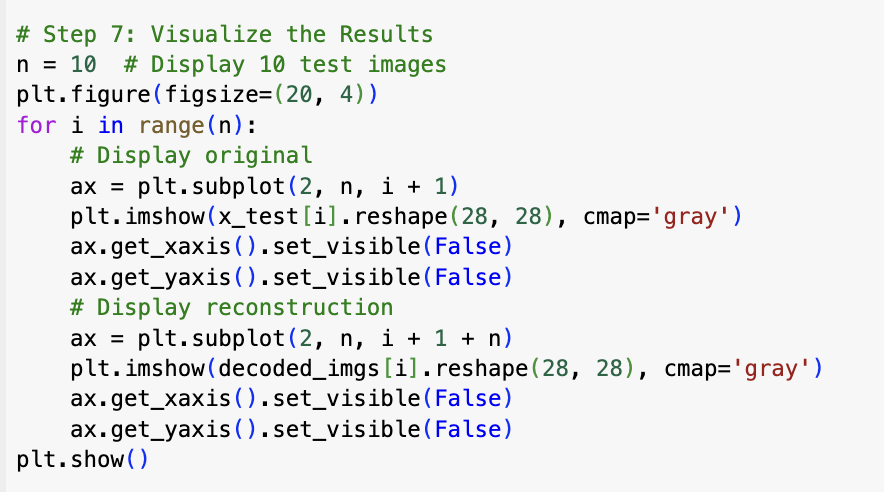 # Step 7: Visualize the Results
n = 10  # Display 10 test images
plt.figure(figsize=(20, 4))
for i in range(n):
    # Display original
    ax = plt.subplot(2, n, i + 1)
    plt.imshow(x_test[i].reshape(28, 28), cmap='gray')
    ax.get_xaxis().set_visible(False)
    ax.get_yaxis().set_visible(False)
    # Display reconstruction
    ax = plt.subplot(2, n, i + 1 + n)
    plt.imshow(decoded_imgs[i].reshape(28, 28), cmap='gray')
    ax.get_xaxis().set_visible(False)
    ax.get_yaxis().set_visible(False)
plt.show()